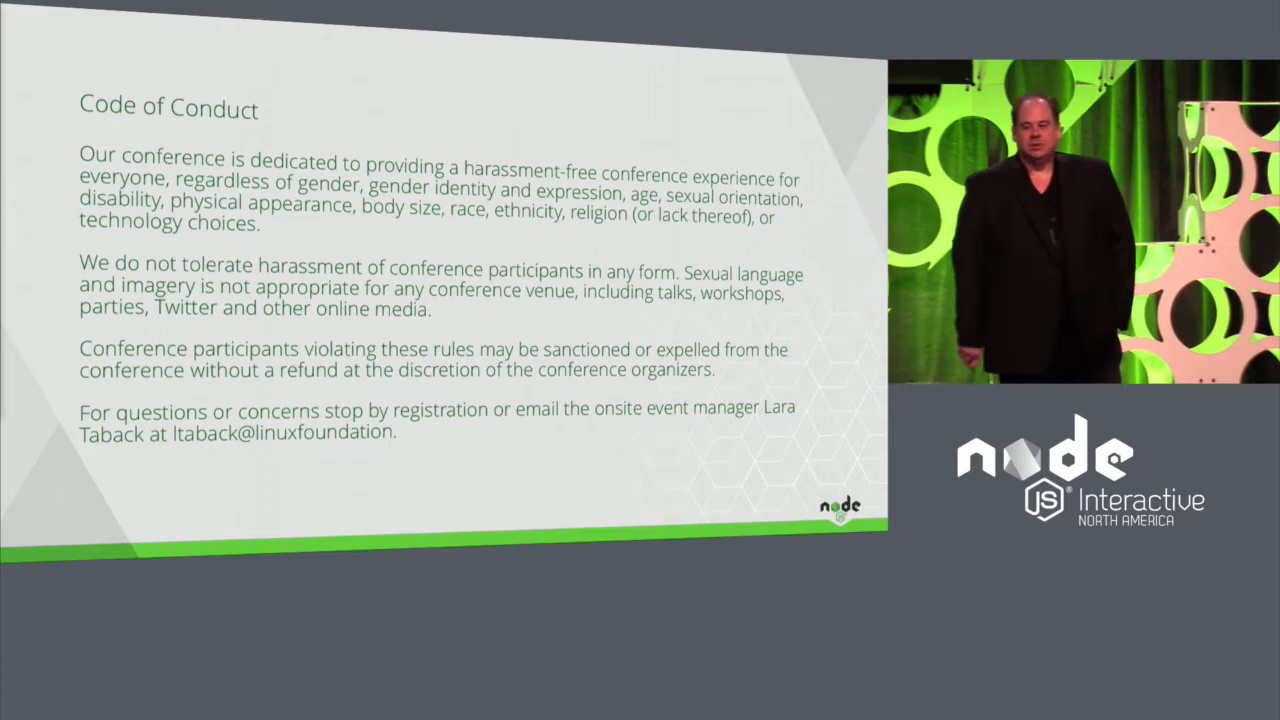 Code of Conduct
Our conference is dedicated to providing a harassment-free conference experience for
everyone, regardless of gender, gender identity and expression, age, sexual orientation,
disability, physical appearance, body size, race, ethnicity, religion (or lack thereof), or
technology choices.
We do not tolerate harassment of conference participants in any form. Sexual language
and imagery is not appropriate for any conference venue, including talks, workshops,
parties, Twitter and other online media.
Conference participants violating these rules may be sanctioned or expelled from the
conference without a refund at the discretion of the conference organizers.
For questions or concerns stop by registration or email the onsite event manager Lara
Taback at ltaback@linuxfoundation.
node
JS
node
JS® Interactive
NORTH AMERICA